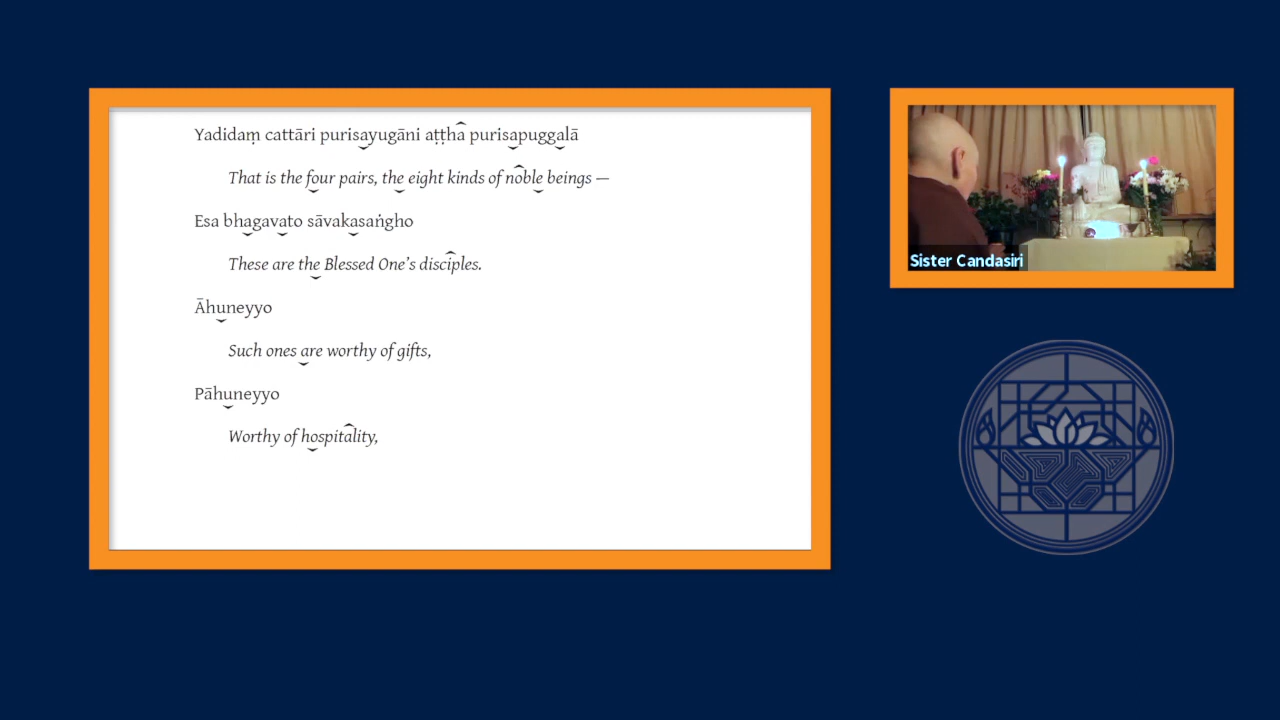 Yadidaṃ cattāri purisayugāni aṭṭha purisapuggalā
That is the four pairs, the eight kinds of noble beings —
Esa bhagavato sāvakasaṅgho
These are the Blessed One’s disciples.
Āhuneyyo
Such ones are worthy of gifts,
Pāhuneyyo
Worthy of hospitality,
Sister Candasiri